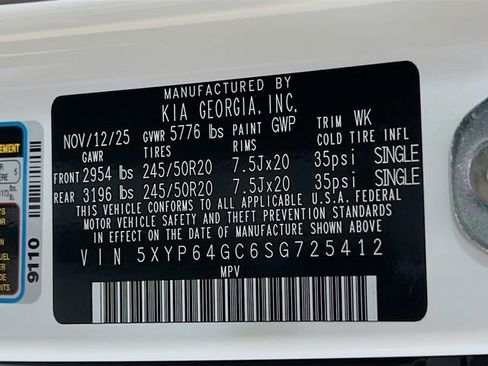 MANUFACTURED BY
KIA GEORGIA, INC.
NOV/12/25 GVWR 5776 lbs PAINT GWP TRIM WK
GAWR TIRES RIMS COLD TIRE INFL
FRONT 2954 lbs 245/50R20 7.5Jx20 35psi SINGLE
REAR 3196 lbs 245/50R20 7.5Jx20 35psi SINGLE
THIS VEHICLE CONFORMS TO ALL APPLICABLE U.S.A. FEDERAL
MOTOR VEHICLE SAFETY AND THEFT PREVENTION STANDARDS
IN EFFECT ON THE DATE OF MANUFACTURE SHOWN ABOVE.
VIN 5XYP64GC6SG725412
MPV
9110
5